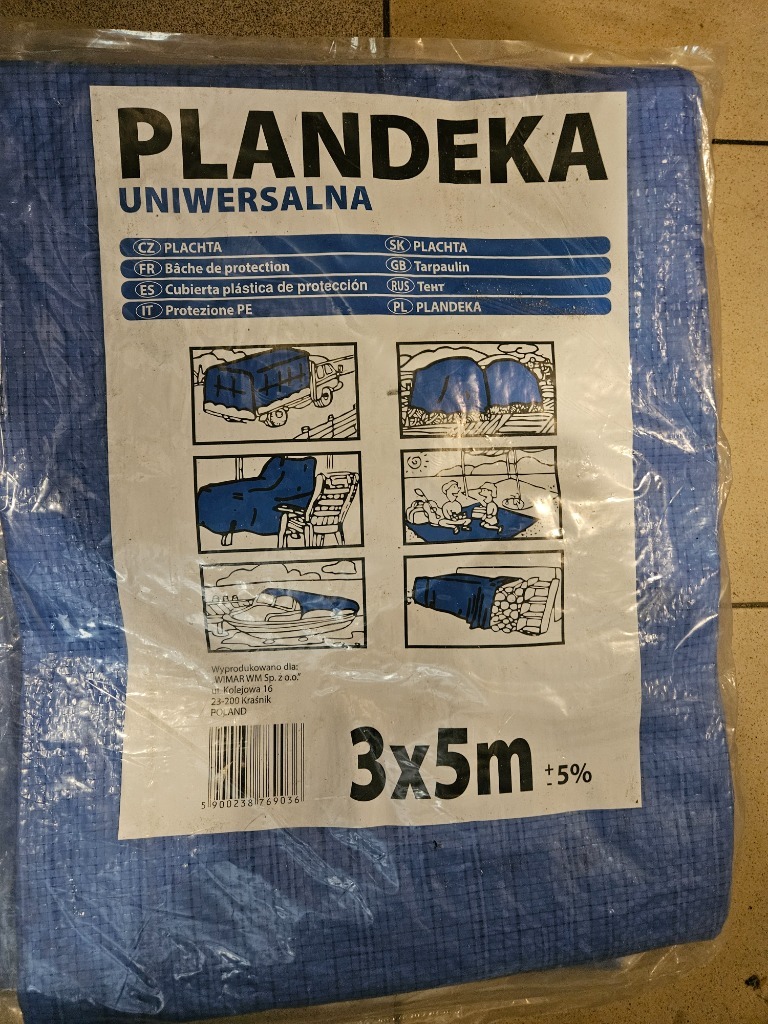 PLANDEKA
UNIWERSALNA
CZ PLACHTA
SK PLACHTA
FR Bâche de protection
GB Tarpaulin
ES Cubierta plástica de protección
RUS Тент
IT Protezione PE
PL PLANDEKA
Wyprodukowano dla:
"WIMAR WM Sp. z o.o."
ul. Kolejowa 16
23-200 Kraśnik
POLAND
5 900238 769036
3x5m +- 5%